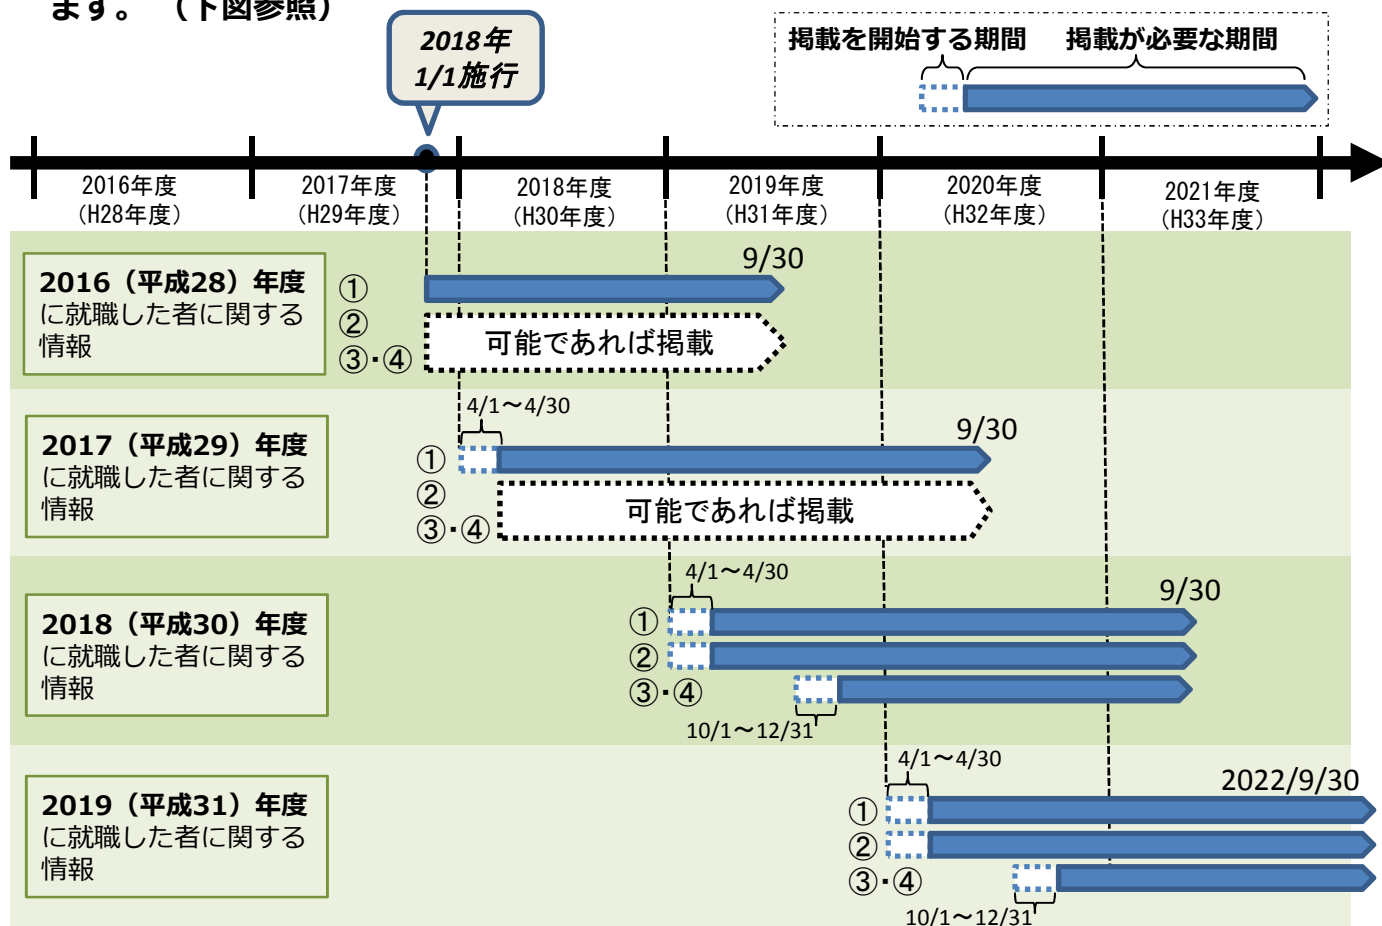 ます。（下図参照）
2018年
1/1施行
掲載を開始する期間
掲載が必要な期間
2016年度
（H28年度）
2017年度
（H29年度）
2018年度
（H30年度）
2019年度
（H31年度）
2020年度
（H32年度）
2021年度
（H33年度）
2016（平成28）年度
に就職した者に関する
情報
①
②
③・④
9/30
可能であれば掲載
2017（平成29）年度
に就職した者に関する
情報
4/1～4/30
①
②
③・④
9/30
可能であれば掲載
2018（平成30）年度
に就職した者に関する
情報
4/1～4/30
9/30
①
②
③・④
10/1～12/31
2019（平成31）年度
に就職した者に関する
情報
4/1～4/30
2022/9/30
①
②
③・④
10/1～12/31